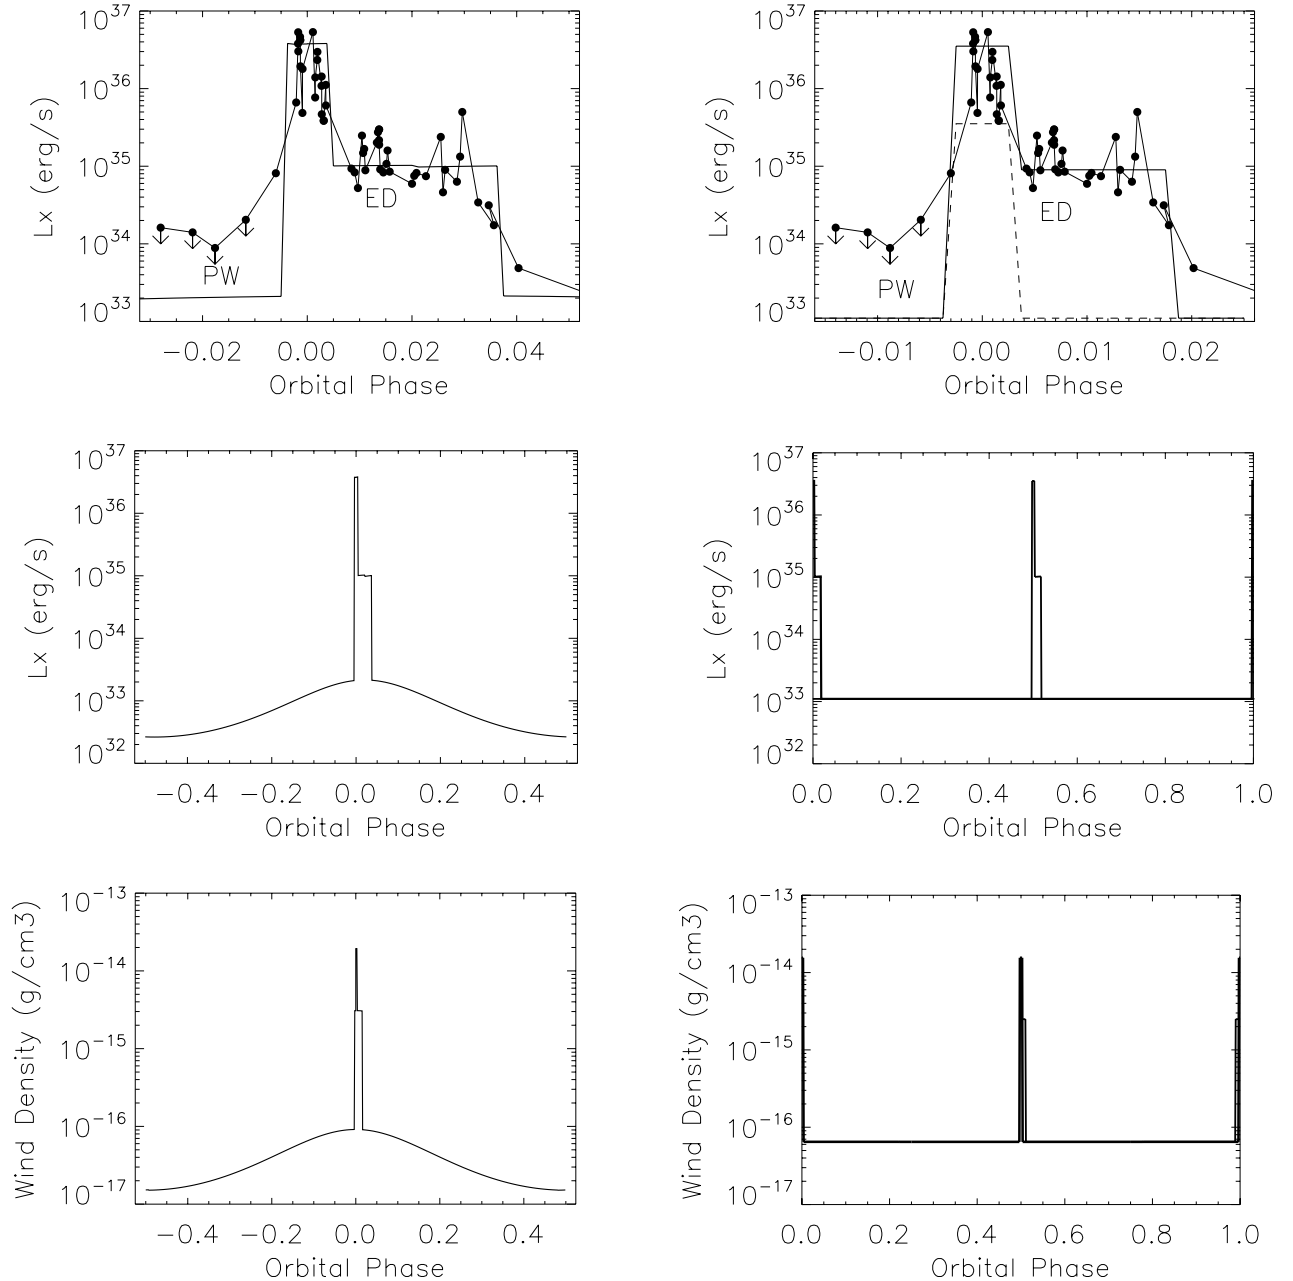 10^37
10^36
10^35
10^34
10^33
Lx (erg/s)
PW
ED
−0.02 0.00 0.02 0.04
Orbital Phase
10^37
10^36
10^35
10^34
10^33
Lx (erg/s)
PW
ED
−0.01 0.00 0.01 0.02
Orbital Phase
10^37
10^36
10^35
10^34
10^33
10^32
Lx (erg/s)
−0.4 −0.2 0.0 0.2 0.4
Orbital Phase
10^37
10^36
10^35
10^34
10^33
10^32
Lx (erg/s)
0.0 0.2 0.4 0.6 0.8 1.0
Orbital Phase
10^−13
10^−14
10^−15
10^−16
10^−17
Wind Density (g/cm3)
−0.4 −0.2 0.0 0.2 0.4
Orbital Phase
10^−13
10^−14
10^−15
10^−16
10^−17
Wind Density (g/cm3)
0.0 0.2 0.4 0.6 0.8 1.0
Orbital Phase